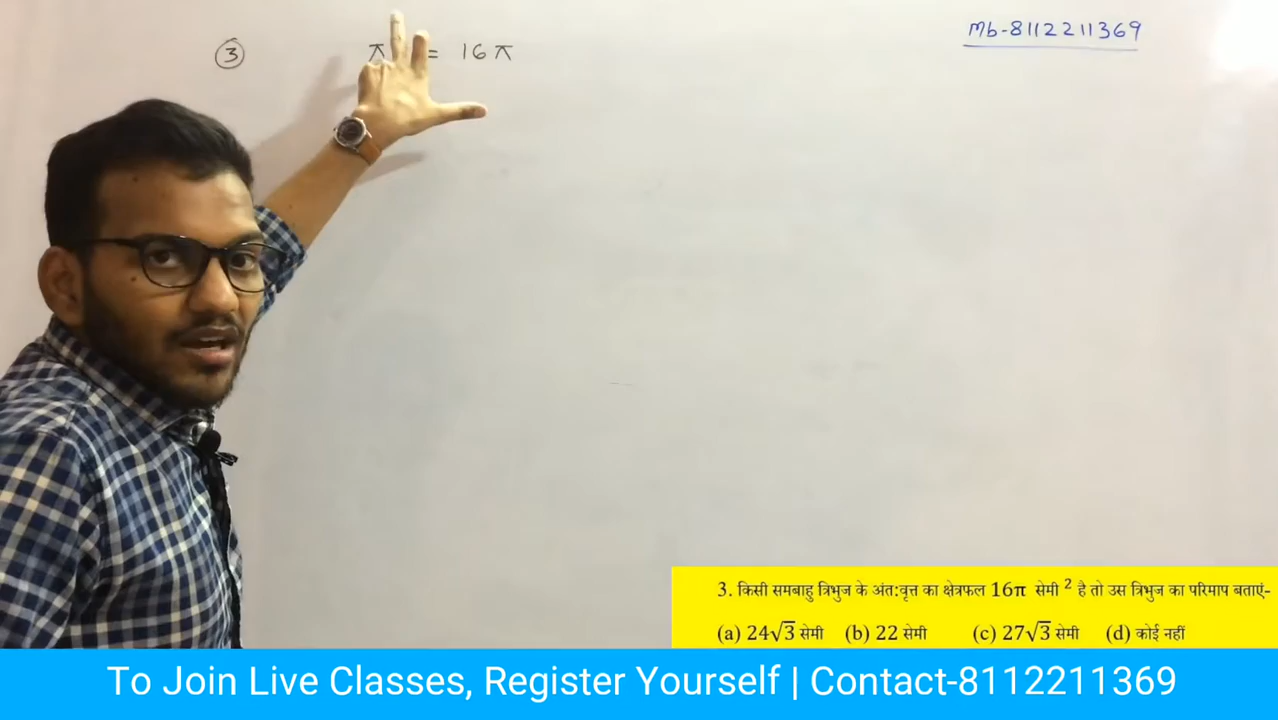 Mb-8112211369
③ π = 16π
3. किसी समबाहु त्रिभुज के अंत:वृत्त का क्षेत्रफल 16π सेमी ² है तो उस त्रिभुज का परिमाप बताएं-
(a) 24√3 सेमी (b) 22 सेमी (c) 27√3 सेमी (d) कोई नहीं
To Join Live Classes, Register Yourself | Contact-8112211369